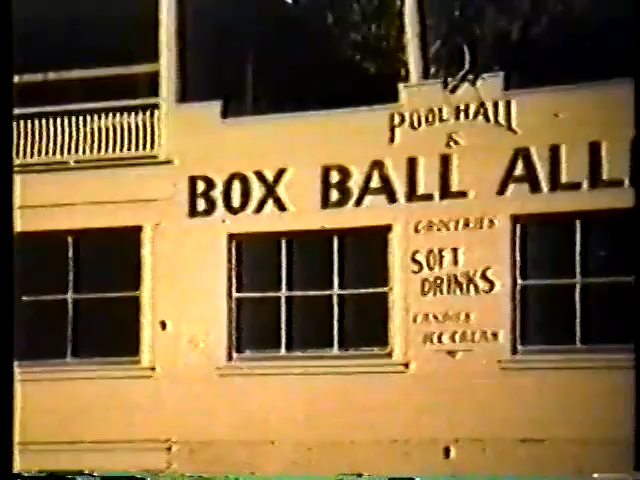 POOL HALL
&
BOX BALL ALL
GROCERIES
SOFT
DRINKS
CANDIES
ICE CREAM